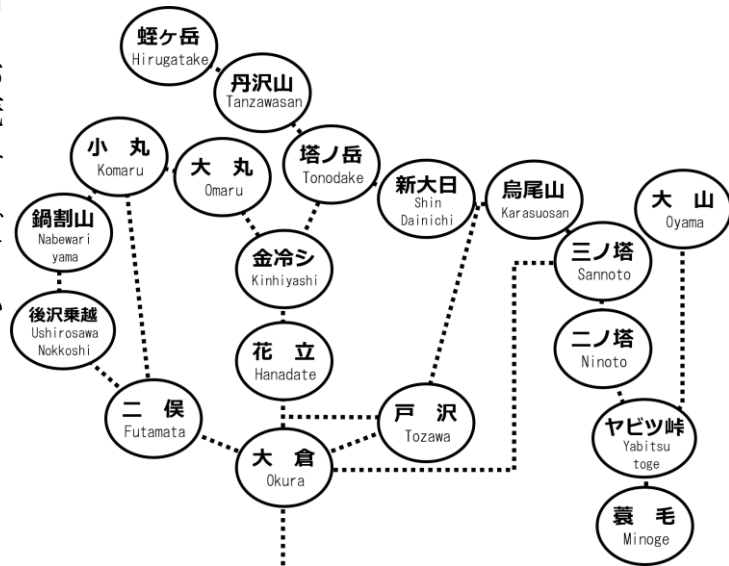 蛭ヶ岳
Hirugatake
丹沢山
Tanzawasan
小 丸
Komaru
大 丸
Omaru
塔ノ岳
Tonodake
新大日
Shin
Dainichi
烏尾山
Karasuosan
大 山
Oyama
鍋割山
Nabewari
yama
金冷シ
Kinhiyashi
三ノ塔
Sannoto
後沢乗越
Ushirosawa
Nokkoshi
花 立
Hanadate
二ノ塔
Ninoto
二 俣
Futamata
戸 沢
Tozawa
ヤビツ峠
Yabitsu
toge
大 倉
Okura
蓑 毛
Minoge